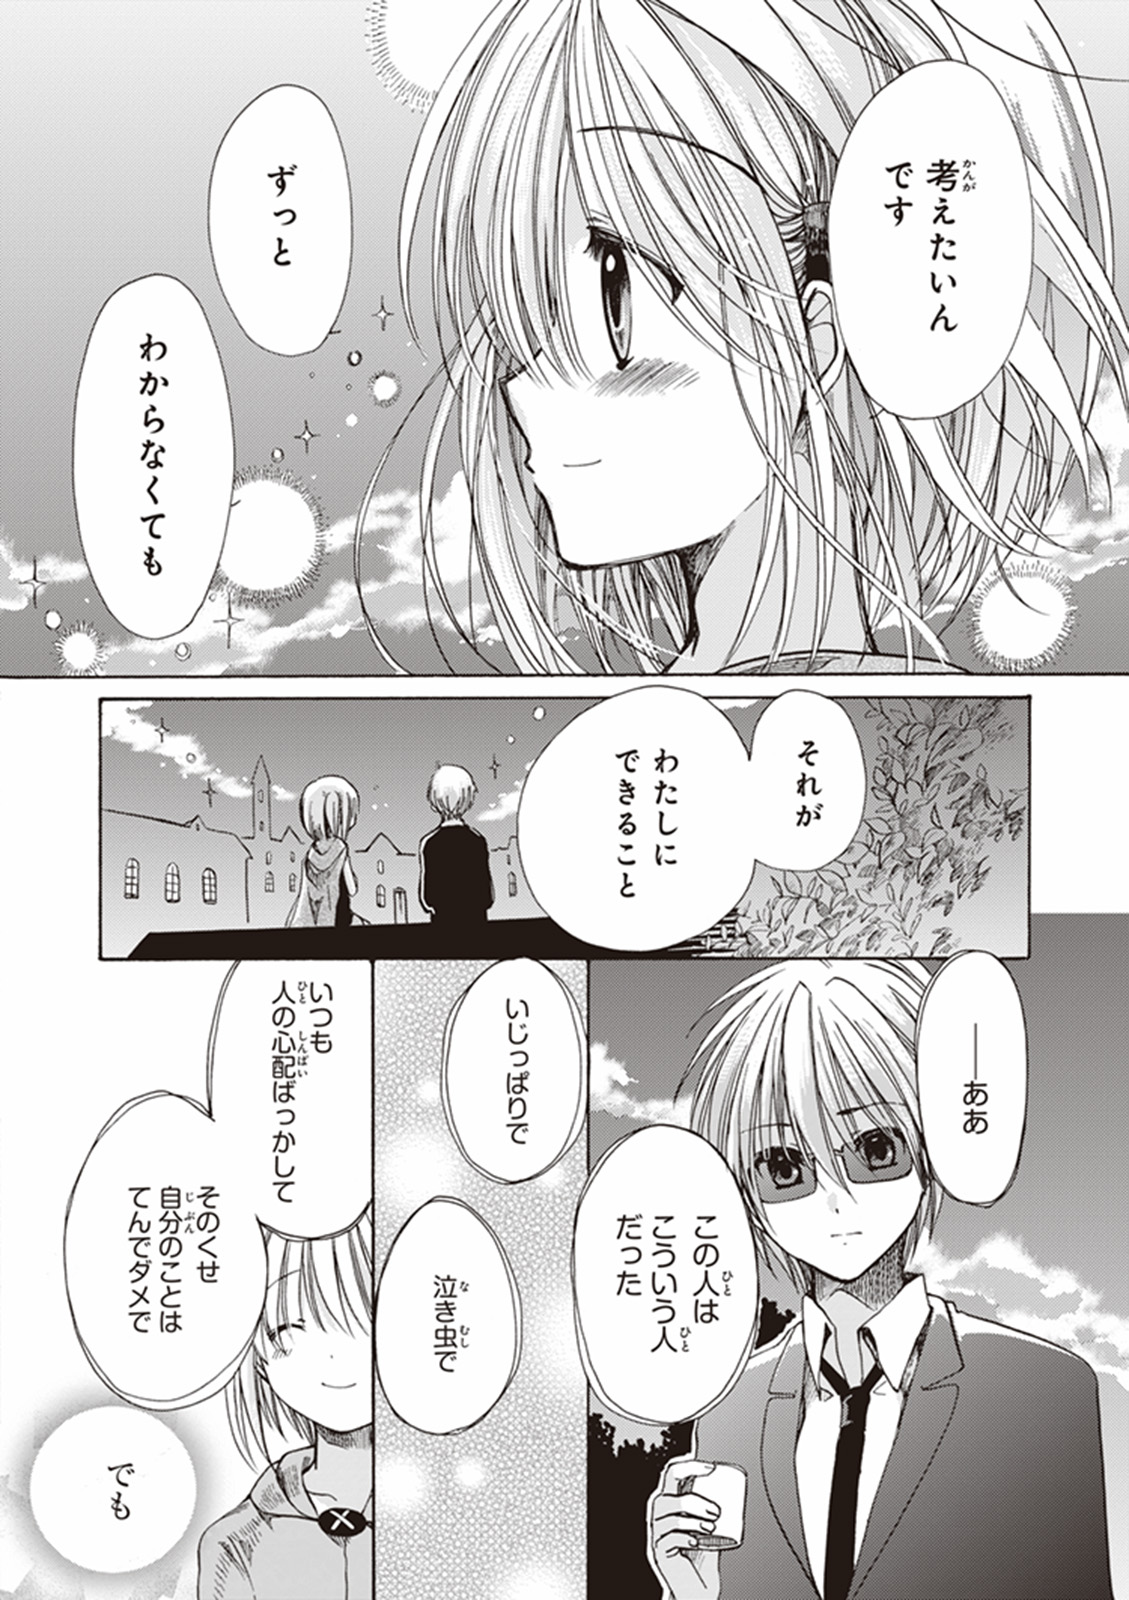 考えたいん
です
ずっと
わからなくても
それが
わたしに
できること
――ああ
この人は
こういう人
だった
いじっぱりで
泣き虫で
いつも
人の心配ばっかして
そのくせ
自分のことは
てんでダメで
でも